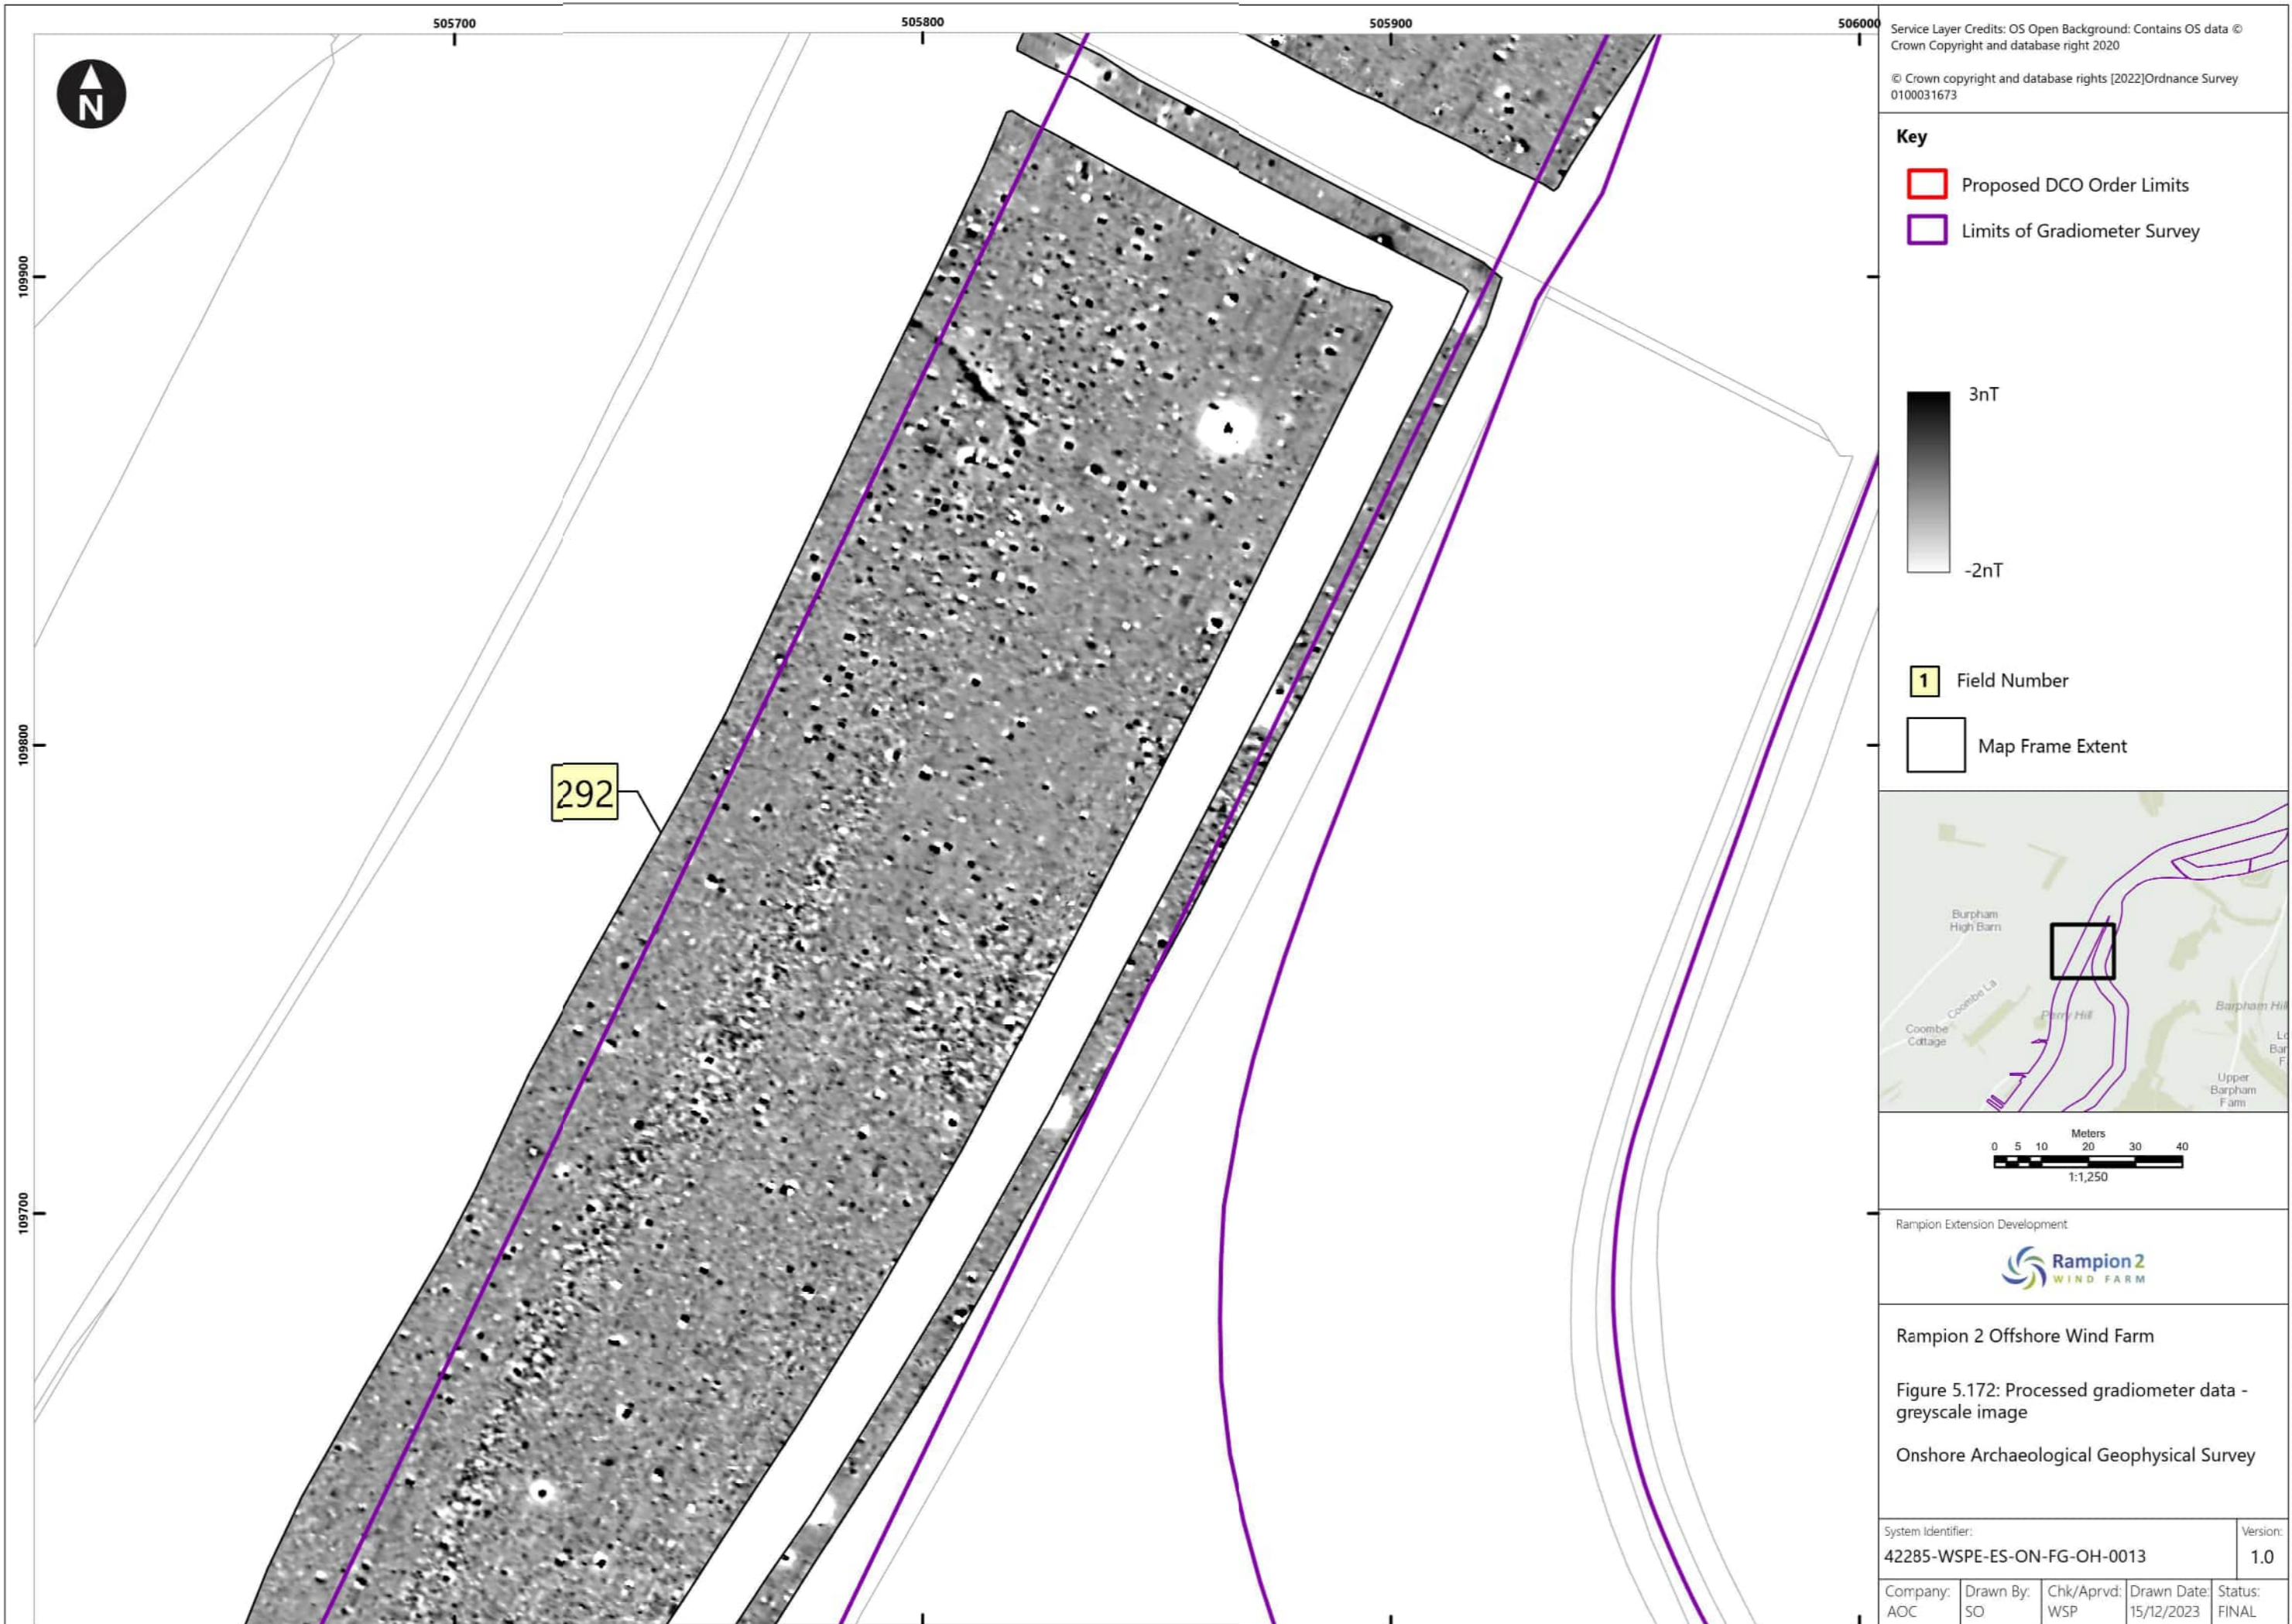 505700
505800
505900
506000
109900
109800
109700
N
292
Service Layer Credits: OS Open Background: Contains OS data ©
Crown Copyright and database right 2020
© Crown copyright and database rights [2022]Ordnance Survey
0100031673
Key
Proposed DCO Order Limits
Limits of Gradiometer Survey
3nT
-2nT
1 Field Number
Map Frame Extent
Burpham
High Barn
Coombe La
Coombe
Cottage
Perry Hill
Barpham Hill
Upper
Barpham
Farm
Meters
0 5 10 20 30 40
1:1,250
Rampion Extension Development
Rampion 2
WIND FARM
Rampion 2 Offshore Wind Farm
Figure 5.172: Processed gradiometer data -
greyscale image
Onshore Archaeological Geophysical Survey
System Identifier:
42285-WSPE-ES-ON-FG-OH-0013
Version:
1.0
Company:
AOC
Drawn By:
SO
Chk/Aprvd:
WSP
Drawn Date:
15/12/2023
Status:
FINAL